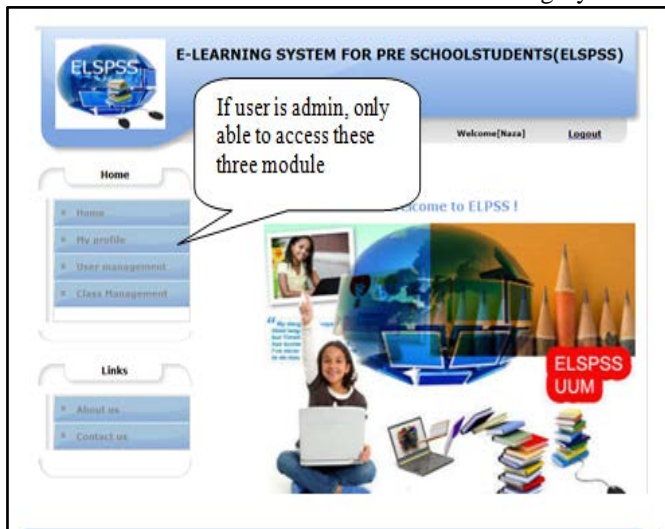 E-LEARNING SYSTEM FOR PRE SCHOOLSTUDENTS(ELSPSS)
ELSPSS
If user is admin, only
able to access these
three module
Welcome[Naza]
Logout
Home
Home
My profile
User management
Class Management
to ELPSS !
ELSPSS
UUM
Links
About us
Contact us